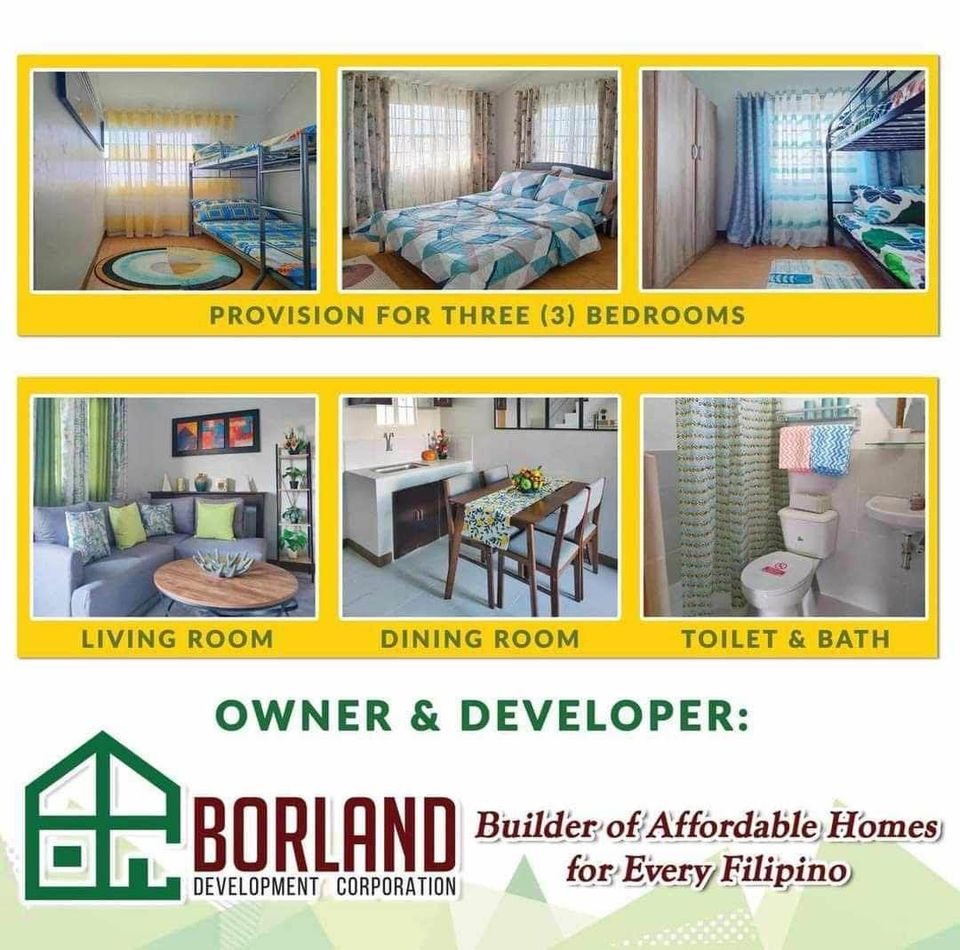 PROVISION FOR THREE (3) BEDROOMS
LIVING ROOM
DINING ROOM
TOILET & BATH
OWNER & DEVELOPER:
BORLAND
DEVELOPMENT CORPORATION
Builder of Affordable Homes
for Every Filipino